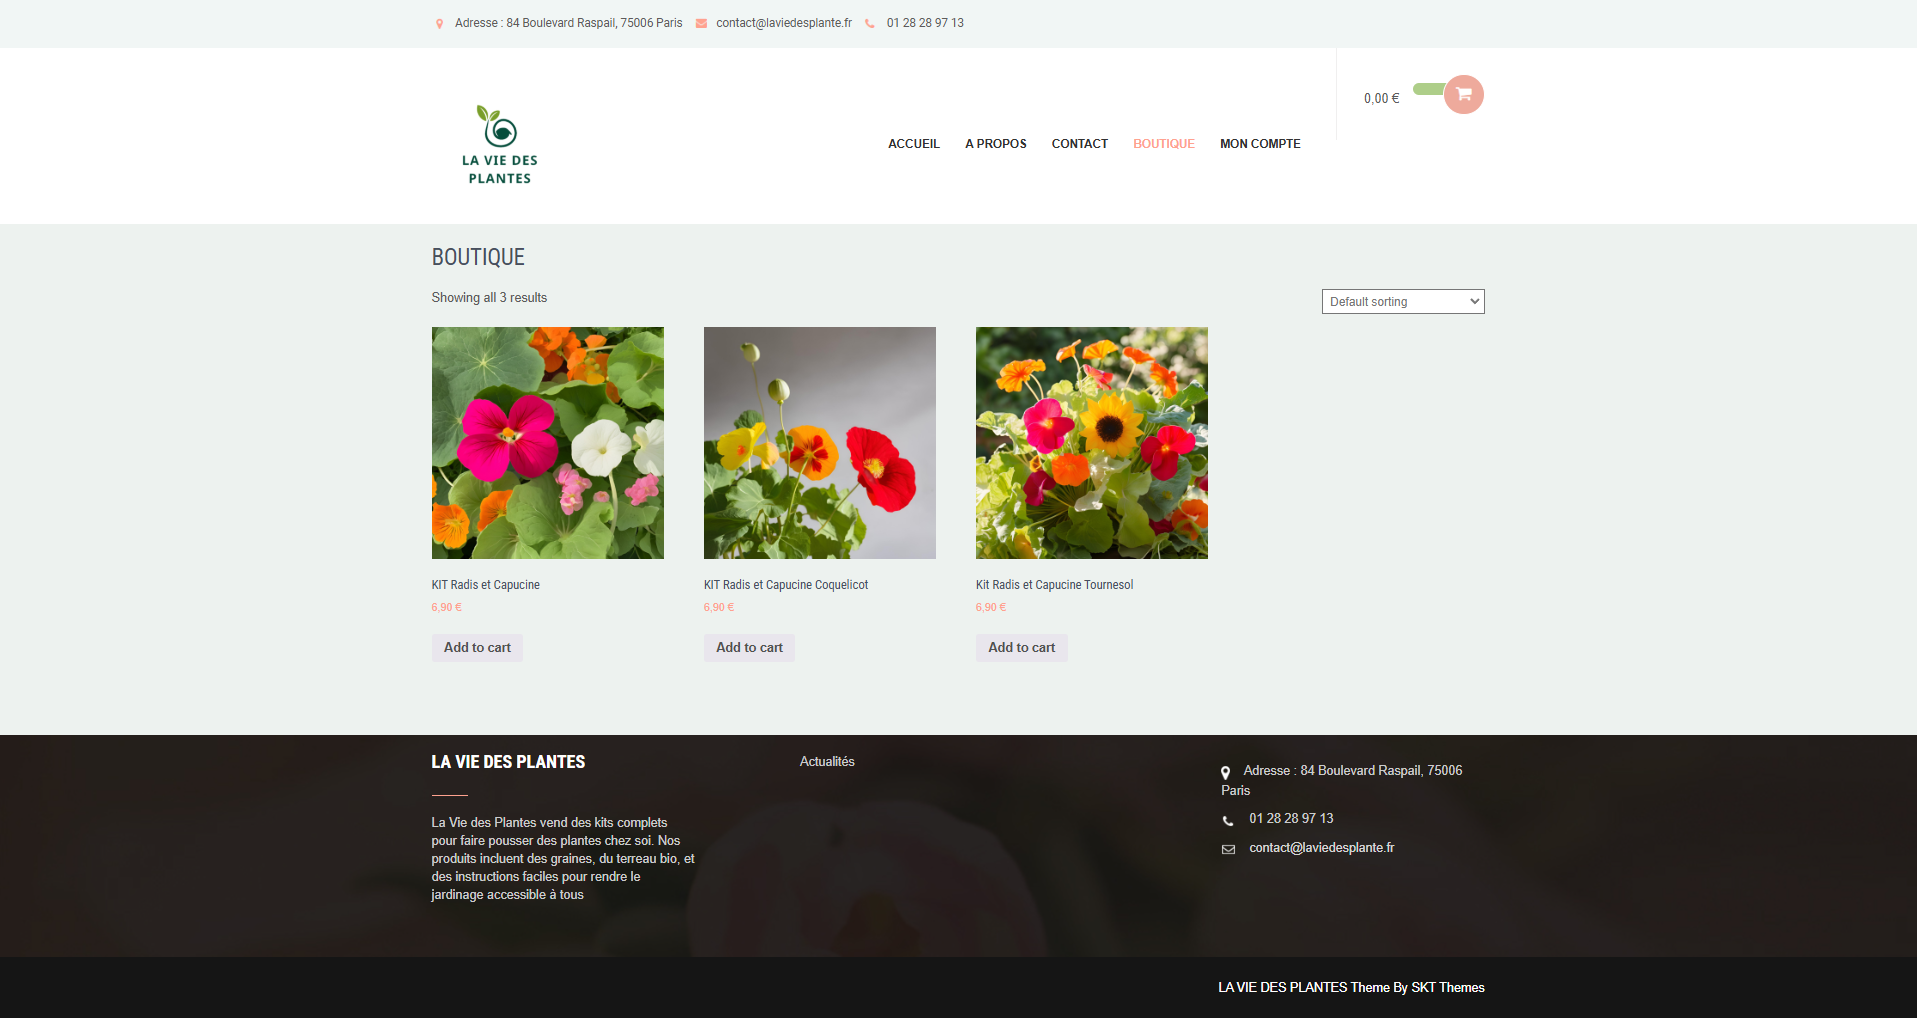 Adresse : 84 Boulevard Raspail, 75006 Paris contact@laviedesplante.fr 01 28 28 97 13
0,00 €
LA VIE DES
PLANTES
ACCUEIL A PROPOS CONTACT BOUTIQUE MON COMPTE
BOUTIQUE
Showing all 3 results
Default sorting
KIT Radis et Capucine
6,90 €
Add to cart
KIT Radis et Capucine Coquelicot
6,90 €
Add to cart
Kit Radis et Capucine Tournesol
6,90 €
Add to cart
LA VIE DES PLANTES
La Vie des Plantes vend des kits complets
pour faire pousser des plantes chez soi. Nos
produits incluent des graines, du terreau bio, et
des instructions faciles pour rendre le
jardinage accessible à tous
Actualités
Adresse : 84 Boulevard Raspail, 75006
Paris
01 28 28 97 13
contact@laviedesplante.fr
LA VIE DES PLANTES Theme By SKT Themes